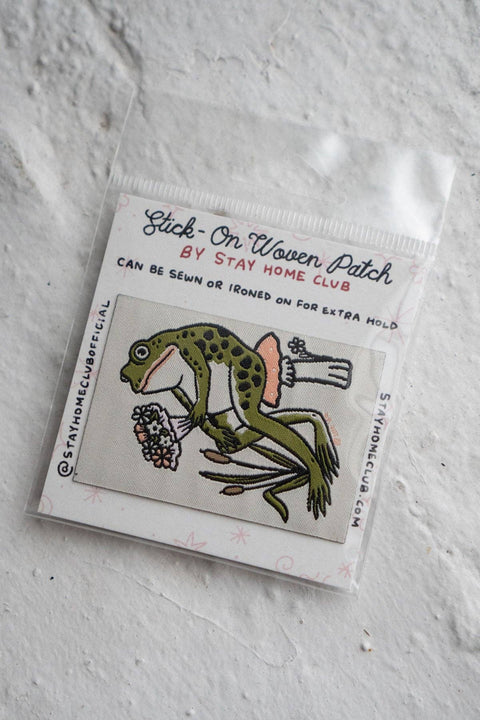 Stick-On Woven Patch
BY STAY HOME CLUB
CAN BE SEWN OR IRONED ON FOR EXTRA HOLD
@STAYHOMECLUBOFFICIAL
STAYHOMECLUB.COM